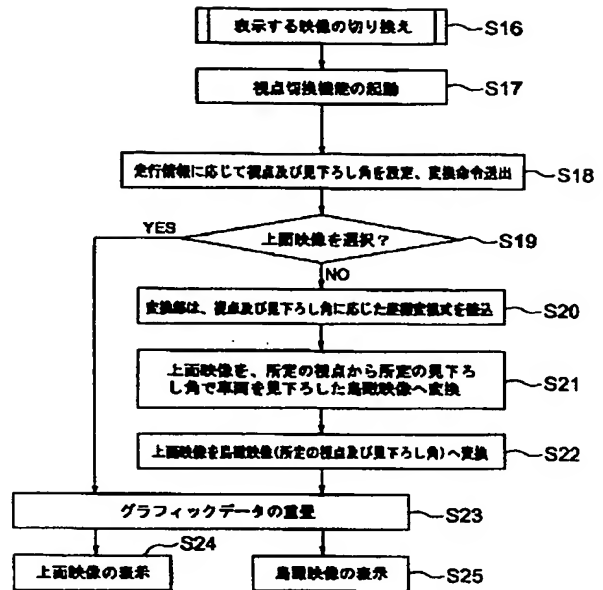 表示する映像の切り換え
S16
視点切換機能の起動
S17
走行情報に応じて視点及び見下ろし角を設定、変換命令送出
S18
YES
上面映像を選択?
S19
NO
変換部は、視点及び見下ろし角に応じた座標変換式を読込
S20
上面映像を、所定の視点から所定の見下ろ
し角で車両を見下ろした鳥瞰映像へ変換
S21
上面映像を鳥瞰映像(所定の視点及び見下ろし角)へ変換
S22
グラフィックデータの重畳
S23
S24
上面映像の表示
鳥瞰映像の表示
S25